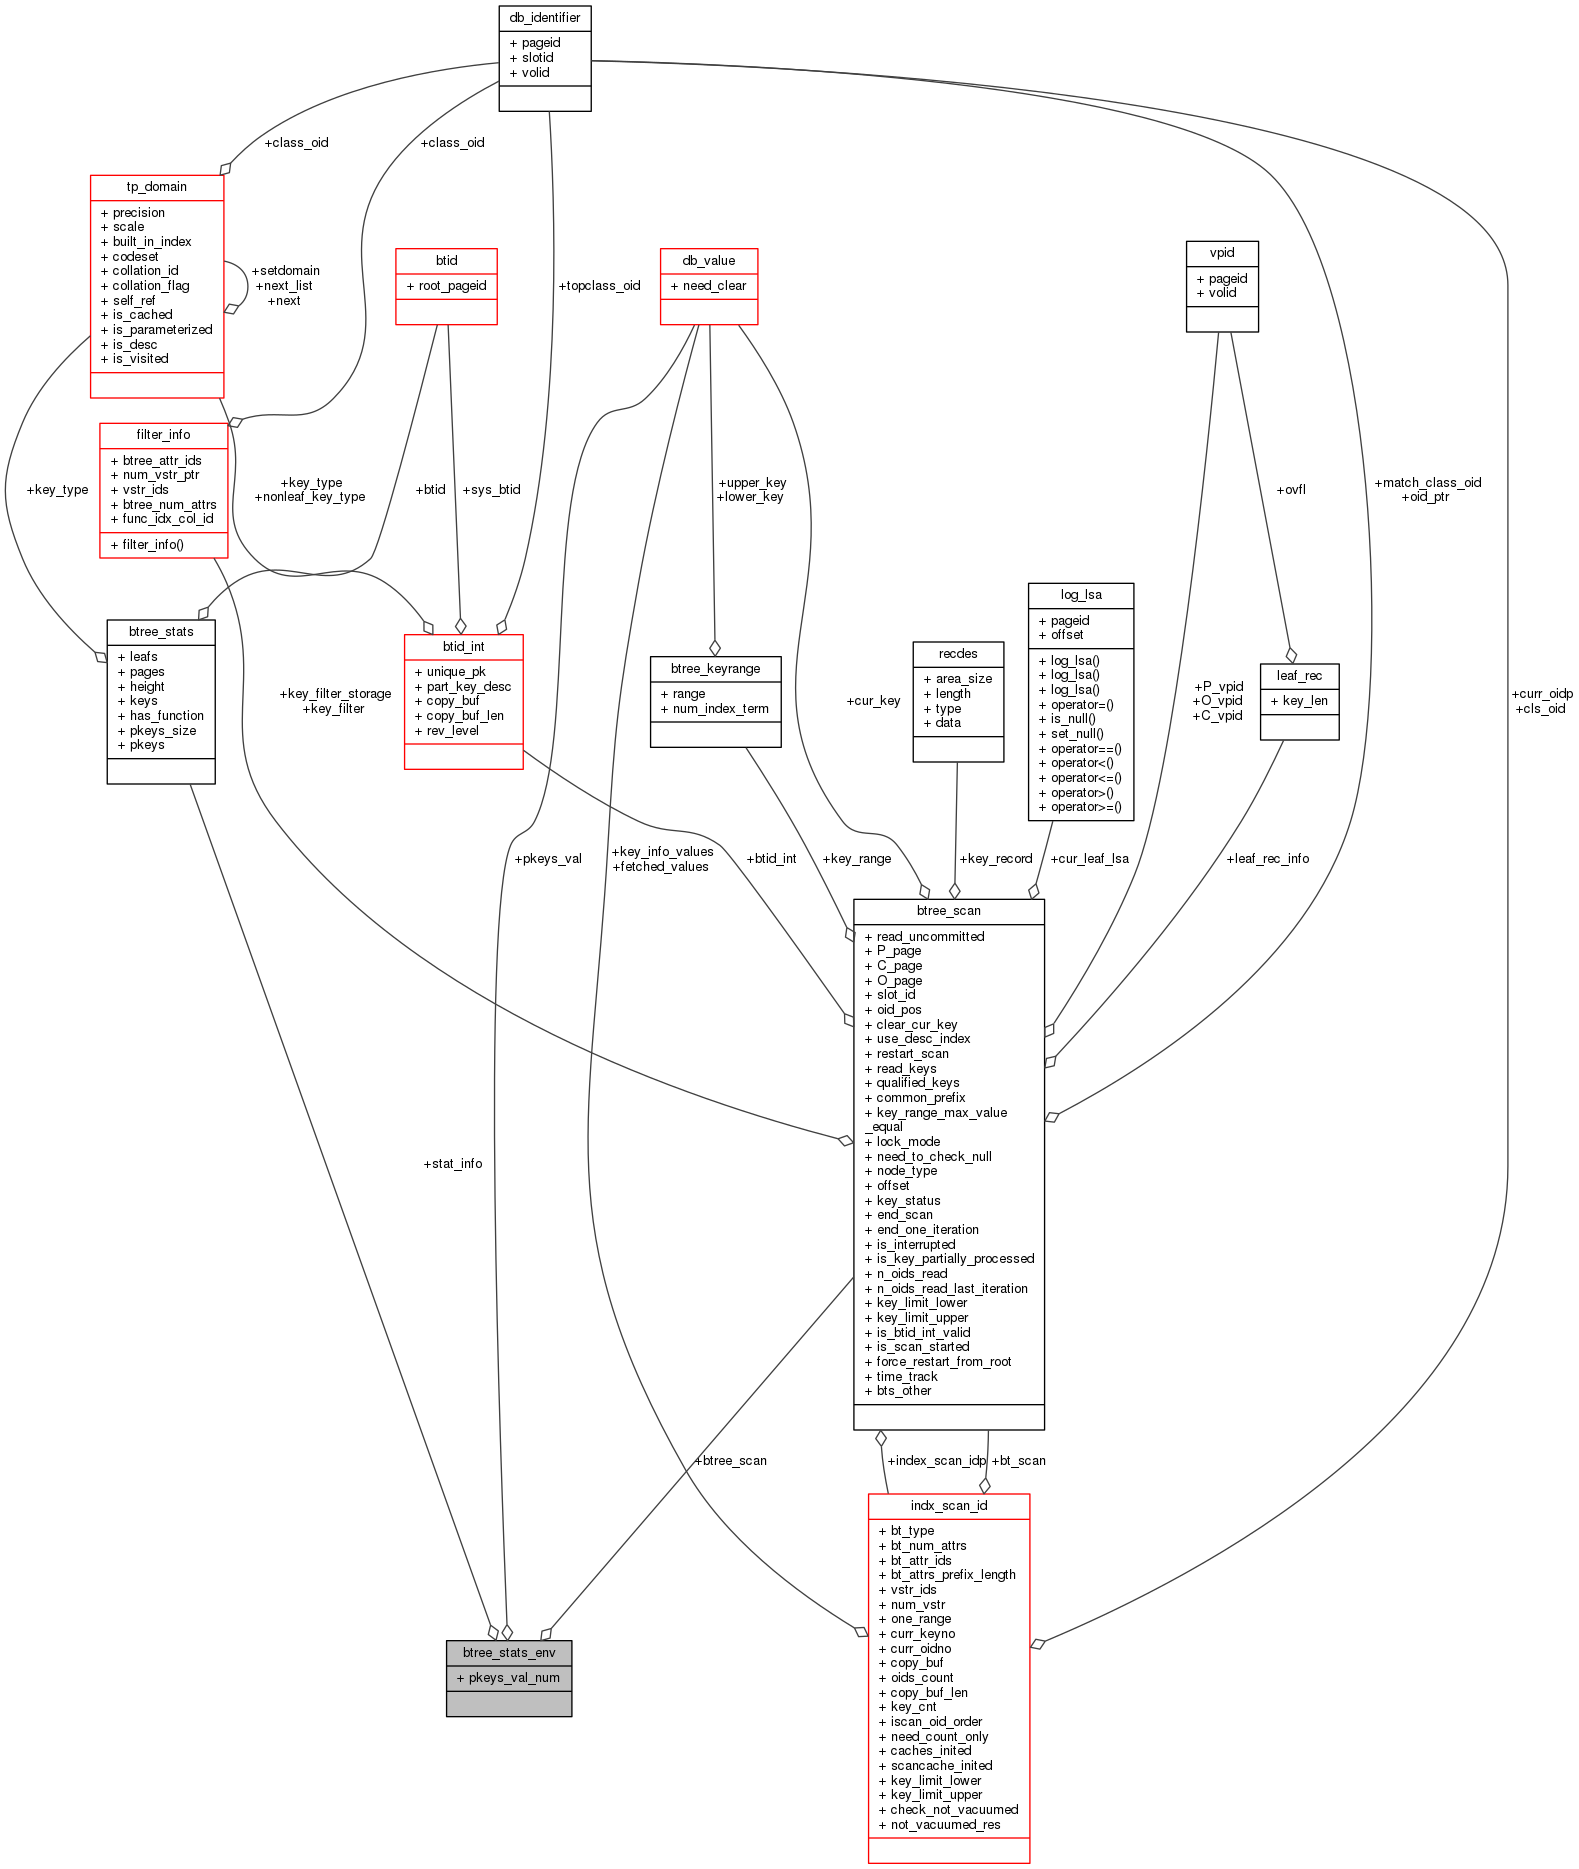 db_identifier
+ pageid
+ slotid
+ volid
+class_oid
+class_oid
tp_domain
+ precision
+ scale
+ built_in_index
+ codeset
+ collation_id
+ collation_flag
+ self_ref
+ is_cached
+ is_parameterized
+ is_desc
+ is_visited
+setdomain
+next_list
+next
btid
+ root_pageid
+topclass_oid
db_value
+ need_clear
vpid
+ pageid
+ volid
filter_info
+ btree_attr_ids
+ num_vstr_ptr
+ vstr_ids
+ btree_num_attrs
+ func_idx_col_id
+ filter_info()
+key_type
+key_type
+nonleaf_key_type
+btid
+sys_btid
+upper_key
+lower_key
+ovfl
+match_class_oid
+oid_ptr
btree_stats
+ leafs
+ pages
+ height
+ keys
+ has_function
+ pkeys_size
+ pkeys
+key_filter_storage
+key_filter
btid_int
+ unique_pk
+ part_key_desc
+ copy_buf
+ copy_buf_len
+ rev_level
btree_keyrange
+ range
+ num_index_term
+cur_key
recdes
+ area_size
+ length
+ type
+ data
log_lsa
+ pageid
+ offset
+ log_lsa()
+ log_lsa()
+ log_lsa()
+ operator=()
+ is_null()
+ set_null()
+ operator==()
+ operator<()
+ operator<=()
+ operator>()
+ operator>=()
+P_vpid
+O_vpid
+C_vpid
leaf_rec
+ key_len
+curr_oidp
+cls_oid
+pkeys_val
+key_info_values
+fetched_values
+btid_int
+key_range
+key_record
+cur_leaf_lsa
+leaf_rec_info
btree_scan
+ read_uncommitted
+ P_page
+ C_page
+ O_page
+ slot_id
+ oid_pos
+ clear_cur_key
+ use_desc_index
+ restart_scan
+ read_keys
+ qualified_keys
+ common_prefix
+ key_range_max_value
_equal
+ lock_mode
+ need_to_check_null
+ node_type
+ offset
+ key_status
+ end_scan
+ end_one_iteration
+ is_interrupted
+ is_key_partially_processed
+ n_oids_read
+ n_oids_read_last_iteration
+ key_limit_lower
+ key_limit_upper
+ is_btid_int_valid
+ is_scan_started
+ force_restart_from_root
+ time_track
+ bts_other
+stat_info
+btree_scan
+index_scan_idp
+bt_scan
indx_scan_id
+ bt_type
+ bt_num_attrs
+ bt_attr_ids
+ bt_attrs_prefix_length
+ vstr_ids
+ num_vstr
+ one_range
+ curr_keyno
+ curr_oidno
+ copy_buf
+ oids_count
+ copy_buf_len
+ key_cnt
+ iscan_oid_order
+ need_count_only
+ caches_inited
+ scancache_inited
+ key_limit_lower
+ key_limit_upper
+ check_not_vacuumed
+ not_vacuumed_res
btree_stats_env
+ pkeys_val_num